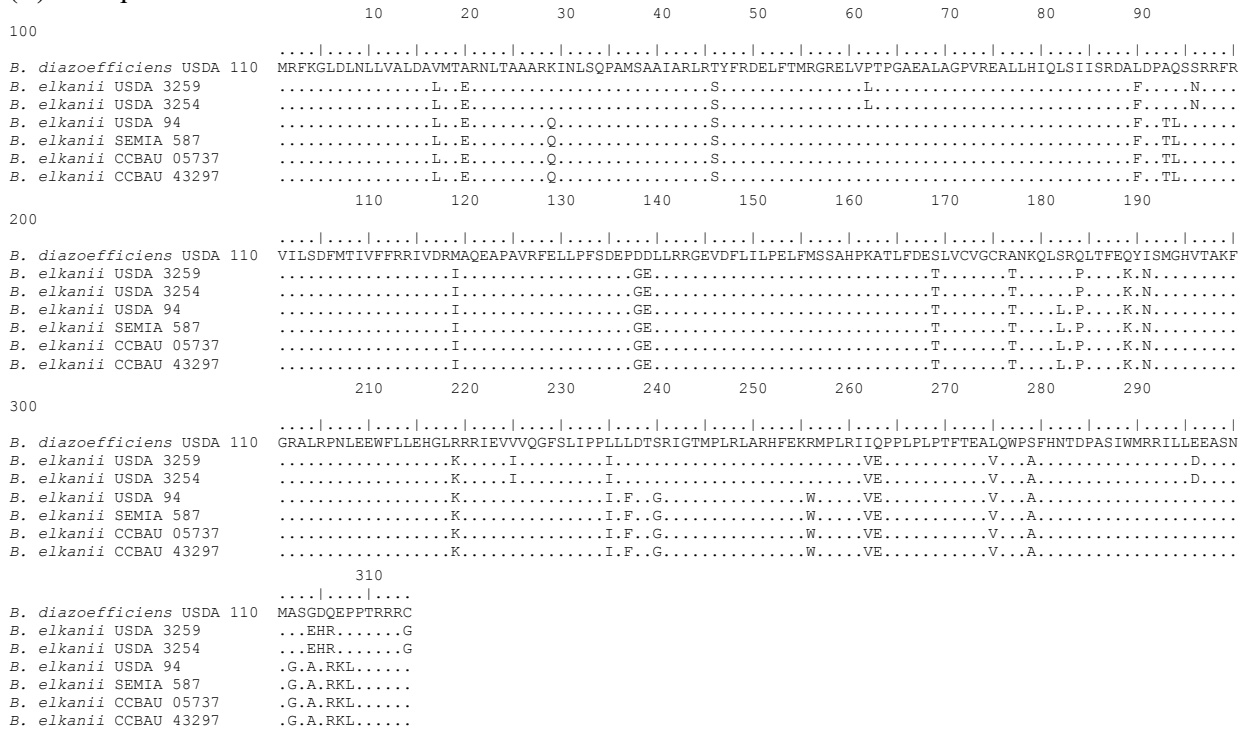 10 20 30 40 50 60 70 80 90
100
....|....|....|....|....|....|....|....|....|....|....|....|....|....|....|....|....|....|....|....|
B. diazoefficiens USDA 110 MRFKGLDLNLLVALDAVMTARNLTAAARKINLSQPAMSAAIARLRTYFRDELFTMRGRELVPTPGAEALAGPVREALLHIQLSIISRDALDPAQSSRRFR
B. elkanii USDA 3259 ................L..E.........................S...............L...........................F.....N....
B. elkanii USDA 3254 ................L..E.........................S...............L...........................F.....N....
B. elkanii USDA 94 ................L..E........Q................S...........................................F..TL......
B. elkanii SEMIA 587 ................L..E........Q................S...........................................F..TL......
B. elkanii CCBAU 05737 ................L..E........Q................S...........................................F..TL......
B. elkanii CCBAU 43297 ................L..E........Q................S...........................................F..TL......
110 120 130 140 150 160 170 180 190
200
....|....|....|....|....|....|....|....|....|....|....|....|....|....|....|....|....|....|....|....|
B. diazoefficiens USDA 110 VILSDFMTIVFFRRIVDRMAQEAPAVRFELLPFSDEPDDLLRRGEVDFLILPELFMSSAHPKATLFDESLVCVGCRANKQLSRQLTFEQYISMGHVTAKF
B. elkanii USDA 3259 ..................I..................GE.............................T.......T......P....K.N.........
B. elkanii USDA 3254 ..................I..................GE.............................T.......T......P....K.N.........
B. elkanii USDA 94 ..................I..................GE.............................T.......T....L.P....K.N.........
B. elkanii SEMIA 587 ..................I..................GE.............................T.......T....L.P....K.N.........
B. elkanii CCBAU 05737 ..................I..................GE.............................T.......T....L.P....K.N.........
B. elkanii CCBAU 43297 ..................I..................GE.............................T.......T....L.P....K.N.........
210 220 230 240 250 260 270 280 290
300
....|....|....|....|....|....|....|....|....|....|....|....|....|....|....|....|....|....|....|....|
B. diazoefficiens USDA 110 GRALRPNLEEWFLLEHGLRRRIEVVVQGFSLIPPLLLDTSRIGTMPLRLARHFEKRMPLRIIQPPLPLPTFTEALQWPSFHNTDPASIWMRRILLEEASN
B. elkanii USDA 3259 ..................K.....I.........I..........................VE...........V...A................D....
B. elkanii USDA 3254 ..................K.....I.........I..........................VE...........V...A................D....
B. elkanii USDA 94 ..................K...............I.F..G...............W.....VE...........V...A.....................
B. elkanii SEMIA 587 ..................K...............I.F..G...............W.....VE...........V...A.....................
B. elkanii CCBAU 05737 ..................K...............I.F..G...............W.....VE...........V...A.....................
B. elkanii CCBAU 43297 ..................K...............I.F..G...............W.....VE...........V...A.....................
310
....|....|....
B. diazoefficiens USDA 110 MASGDQEPPTRRRC
B. elkanii USDA 3259 ...EHR.......G
B. elkanii USDA 3254 ...EHR.......G
B. elkanii USDA 94 .G.A.RKL......
B. elkanii SEMIA 587 .G.A.RKL......
B. elkanii CCBAU 05737 .G.A.RKL......
B. elkanii CCBAU 43297 .G.A.RKL......